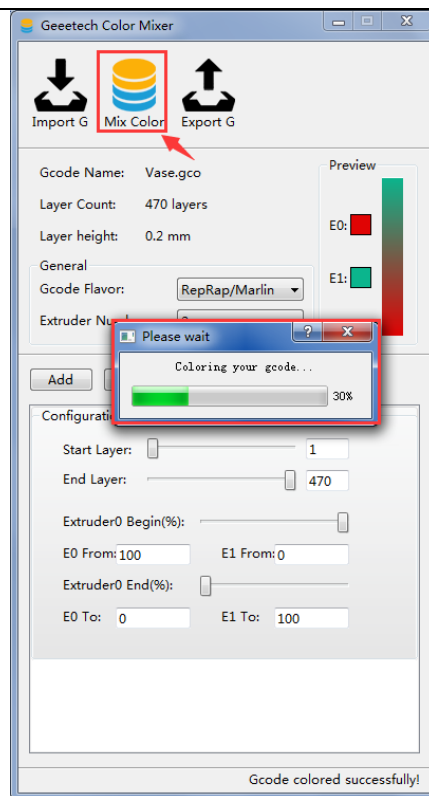 Geeetech Color Mixer
Import G Mix Color Export G
Gcode Name: Vase.gco
Preview
Layer Count: 470 layers
E0:
Layer height: 0.2 mm
General
E1:
Gcode Flavor: RepRap/Marlin
Extruder
Please wait
Coloring your gcode...
30%
Add
Start Layer: 1
End Layer: 470
Extruder0 Begin(%):
E0 From: 100 E1 From: 0
Extruder0 End(%):
E0 To: 0 E1 To: 100
Gcode colored successfully!